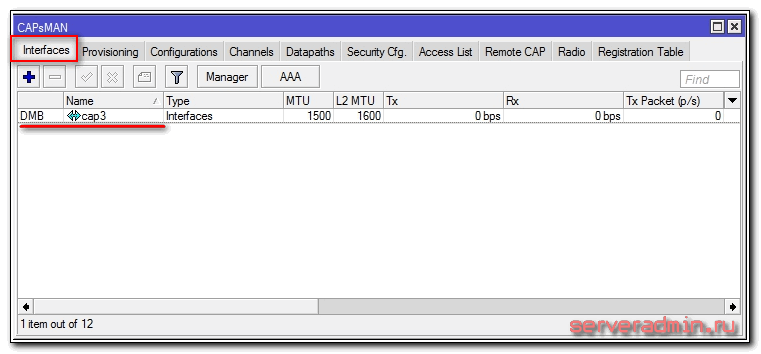 CAPsMAN
Interfaces Provisioning Configurations Channels Datapaths Security Cfg. Access List Remote CAP Radio Registration Table
Manager AAA Find
Name / Type MTU L2 MTU Tx Rx Tx Packet (p/s)
DMB cap3 Interfaces 1500 1600 0 bps 0 bps 0
1 item out of 12
serveradmin.ru